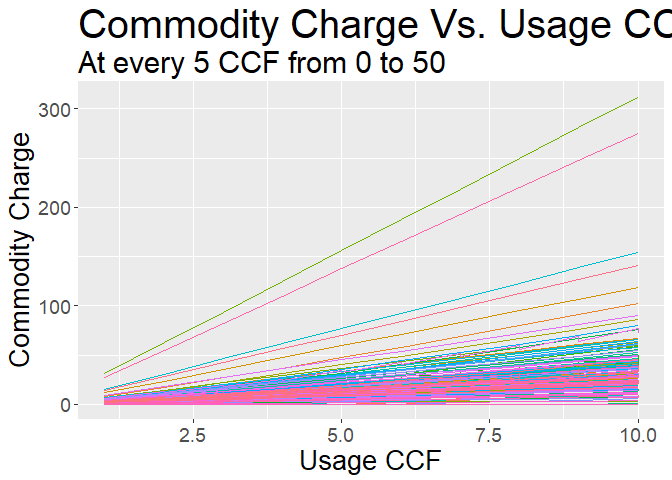 Commodity Charge Vs. Usage CC
At every 5 CCF from 0 to 50
300
200
100
0
Commodity Charge
2.5
5.0
7.5
10.0
Usage CCF